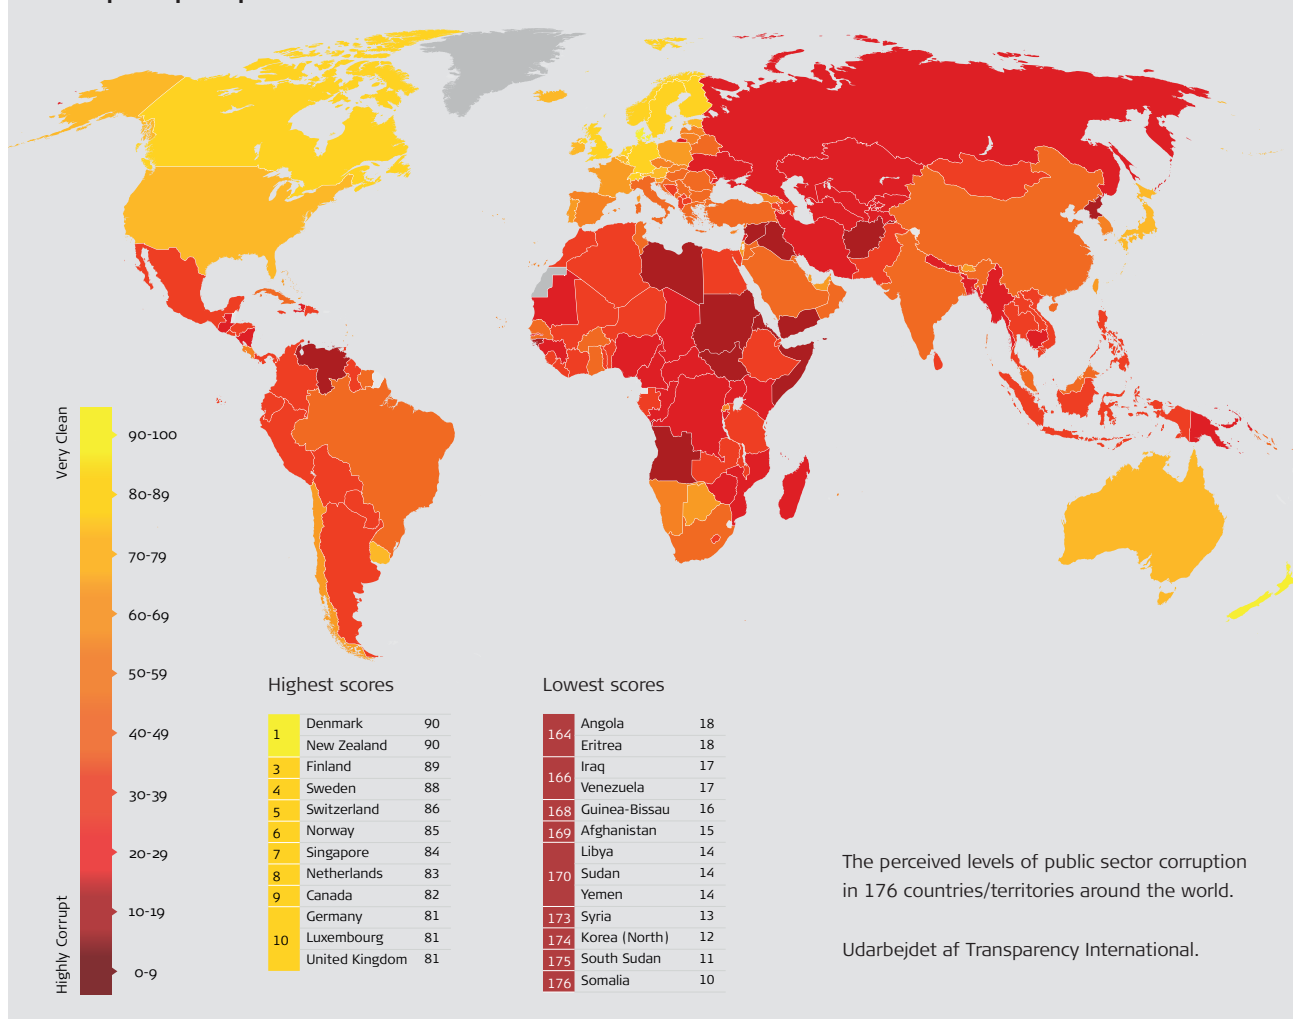 Very Clean
90-100
80-89
70-79
60-69
50-59
40-49
30-39
20-29
10-19
0-9
Highly Corrupt
Highest scores
1
Denmark 90
New Zealand 90
3 Finland 89
4 Sweden 88
5 Switzerland 86
6 Norway 85
7 Singapore 84
8 Netherlands 83
9 Canada 82
10
Germany 81
Luxembourg 81
United Kingdom 81
Lowest scores
164
Angola 18
Eritrea 18
166
Iraq 17
Venezuela 17
168 Guinea-Bissau 16
169 Afghanistan 15
170
Libya 14
Sudan 14
Yemen 14
173 Syria 13
174 Korea (North) 12
175 South Sudan 11
176 Somalia 10
The perceived levels of public sector corruption
in 176 countries/territories around the world.
Udarbejdet af Transparency International.